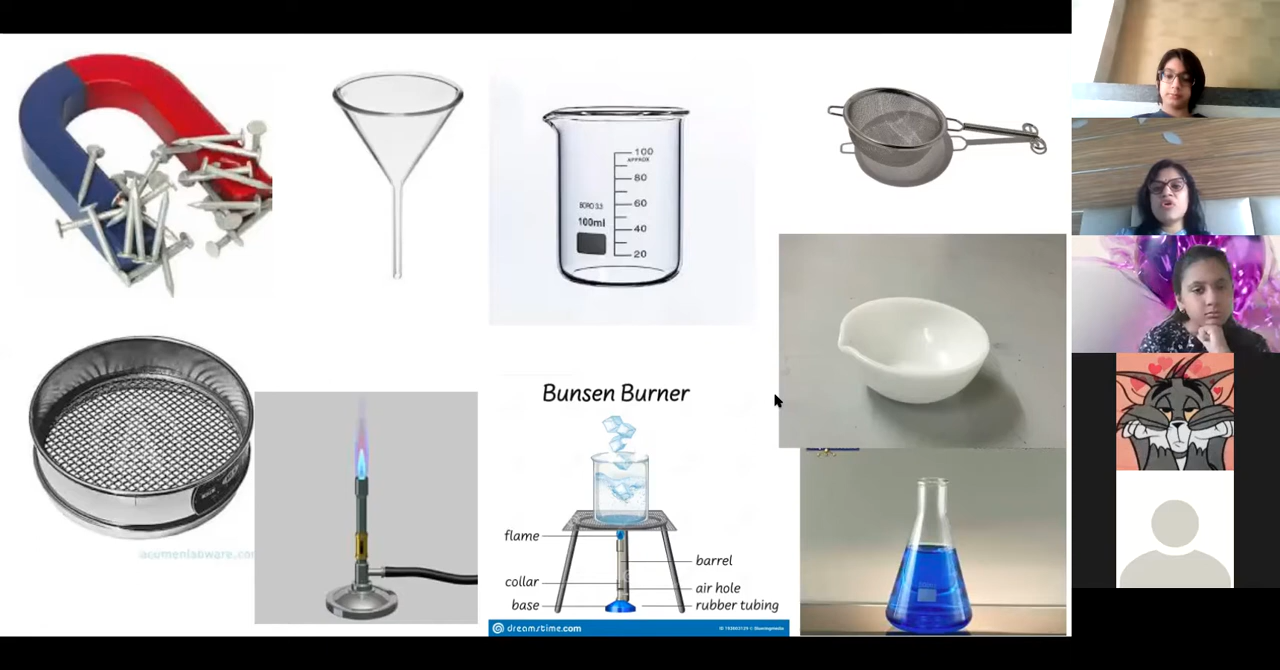 100
APPROX
80
BORO 3.3
60
100ml
40
20
acumenlabware.com
Bunsen Burner
flame
barrel
collar
air hole
base
rubber tubing
dreamstime.com